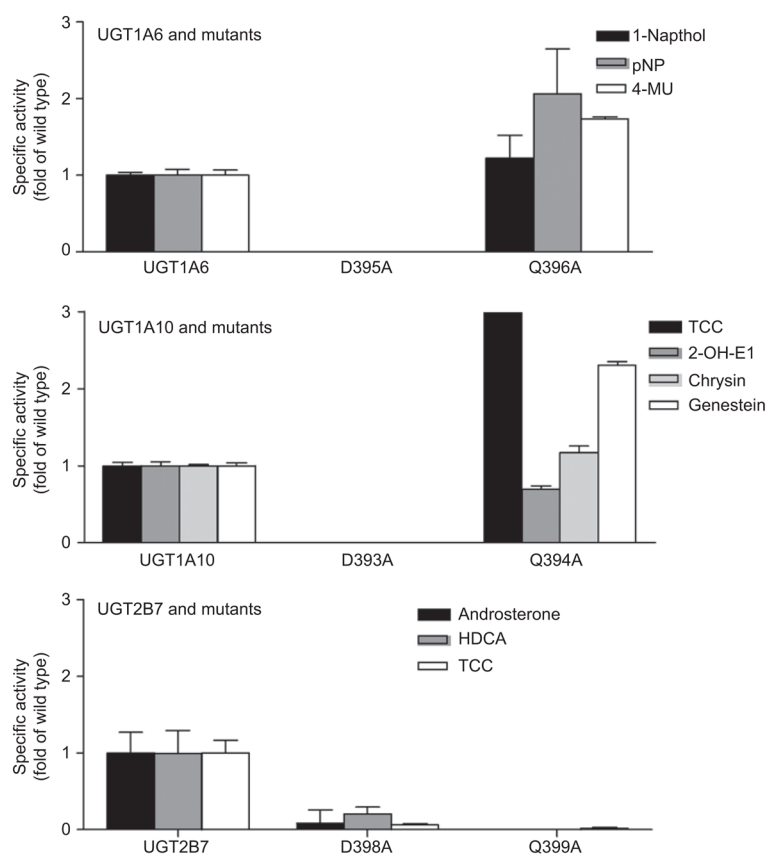 UGT1A6 and mutants
1-Napthol
pNP
4-MU
Specific activity
(fold of wild type)
3
2
1
0
UGT1A6 D395A Q396A
UGT1A10 and mutants
TCC
2-OH-E1
Chrysin
Genestein
Specific activity
(fold of wild type)
3
2
1
0
UGT1A10 D393A Q394A
UGT2B7 and mutants
Androsterone
HDCA
TCC
Specific activity
(fold of wild type)
3
2
1
0
UGT2B7 D398A Q399A